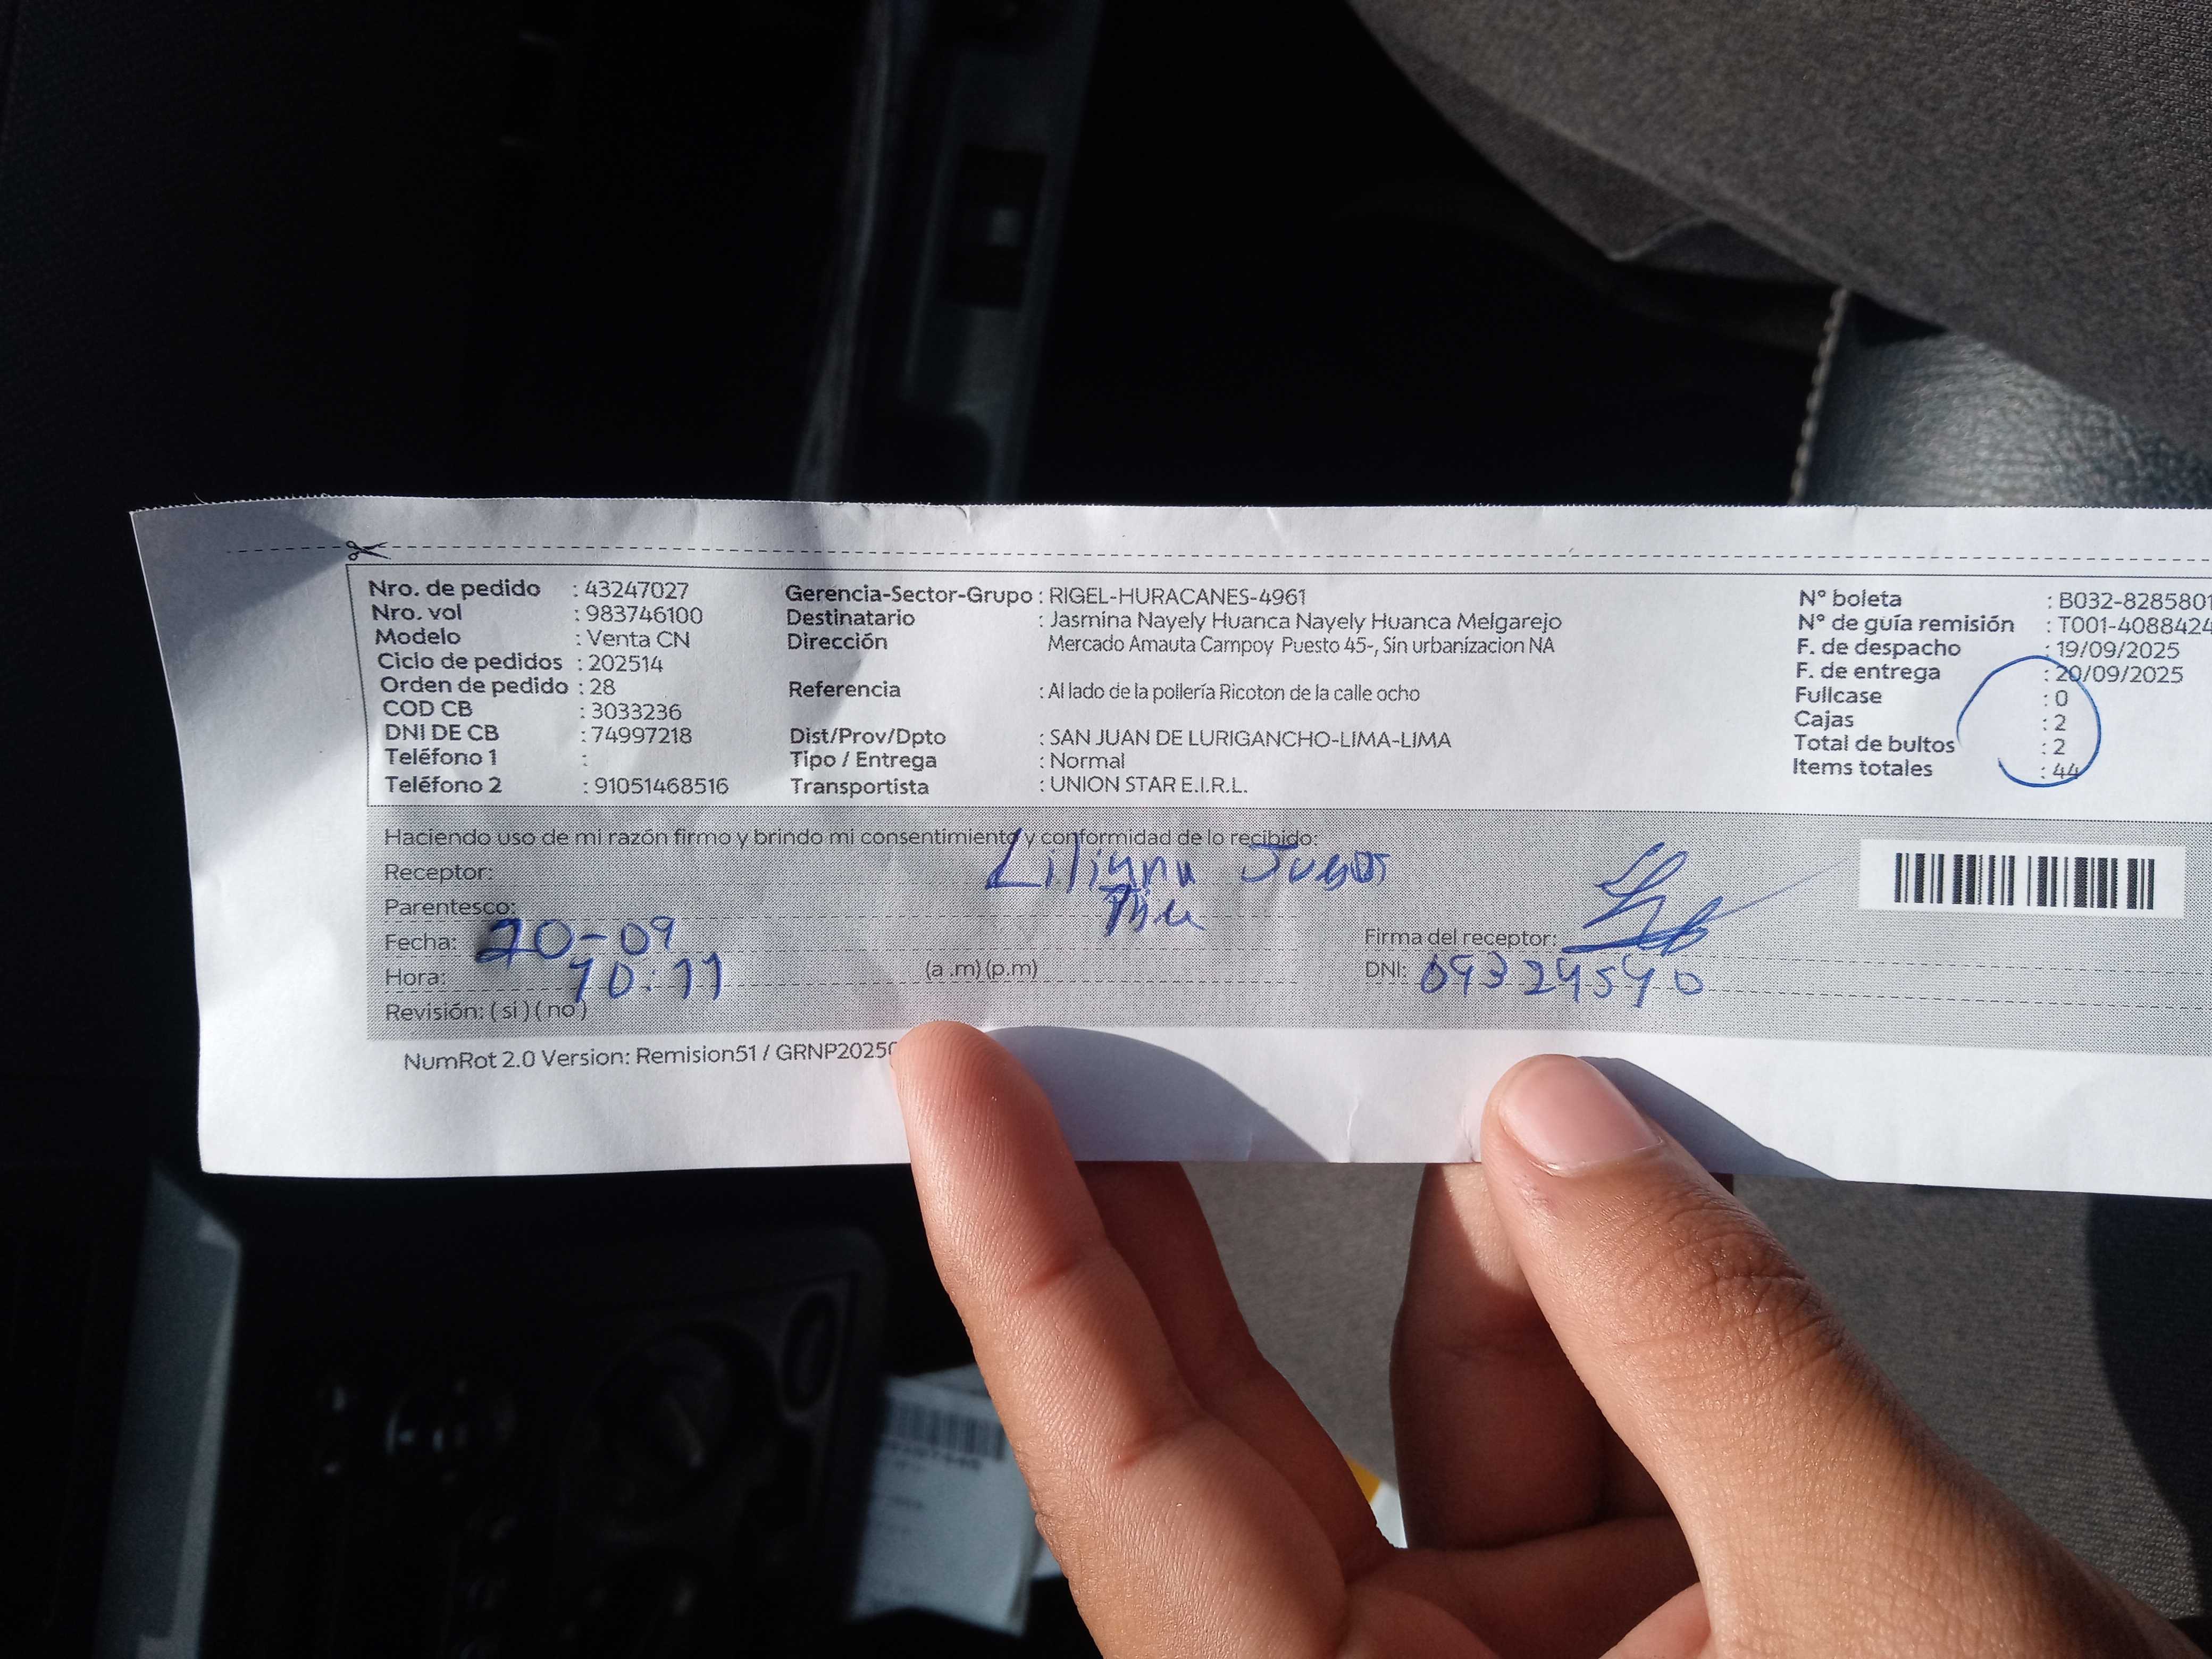 Nro. de pedido : 43247027
Nro. vol : 983746100
Modelo : Venta CN
Ciclo de pedidos : 202514
Orden de pedido : 28
COD CB : 3033236
DNI DE CB : 74997218
Teléfono 1 :
Teléfono 2 : 91051468516
Gerencia-Sector-Grupo : RIGEL-HURACANES-4961
Destinatario : Jasmina Nayely Huanca Nayely Huanca Melgarejo
Dirección Mercado Amauta Campoy Puesto 45-, Sin urbanizacion NA
Referencia : Al lado de la pollería Ricoton de la calle ocho
Dist/Prov/Dpto : SAN JUAN DE LURIGANCHO-LIMA-LIMA
Tipo / Entrega : Normal
Transportista : UNION STAR E.I.R.L.
N° boleta : B032-8285801
N° de guía remisión : T001-4088424
F. de despacho : 19/09/2025
F. de entrega : 20/09/2025
Fullcase : 0
Cajas : 2
Total de bultos : 2
Items totales : 44
Haciendo uso de mi razón firmo y brindo mi consentimiento y conformidad de lo recibido:
Receptor: Liliana
Parentesco:
Fecha: 20-09
Hora: 10:11 (a .m) (p.m)
Revisión: ( si ) ( no )
Firma del receptor:
DNI:
NumRot 2.0 Version: Remision51 / GRNP2025